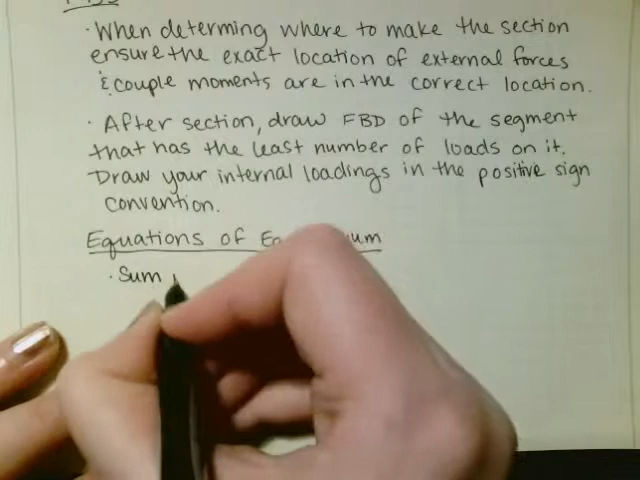 · When determining where to make the section
ensure the exact location of external forces
& couple moments are in the correct location.
· After section, draw FBD of the segment
that has the least number of loads on it.
Draw your internal loadings in the positive sign
convention.
Equations of
· Sum